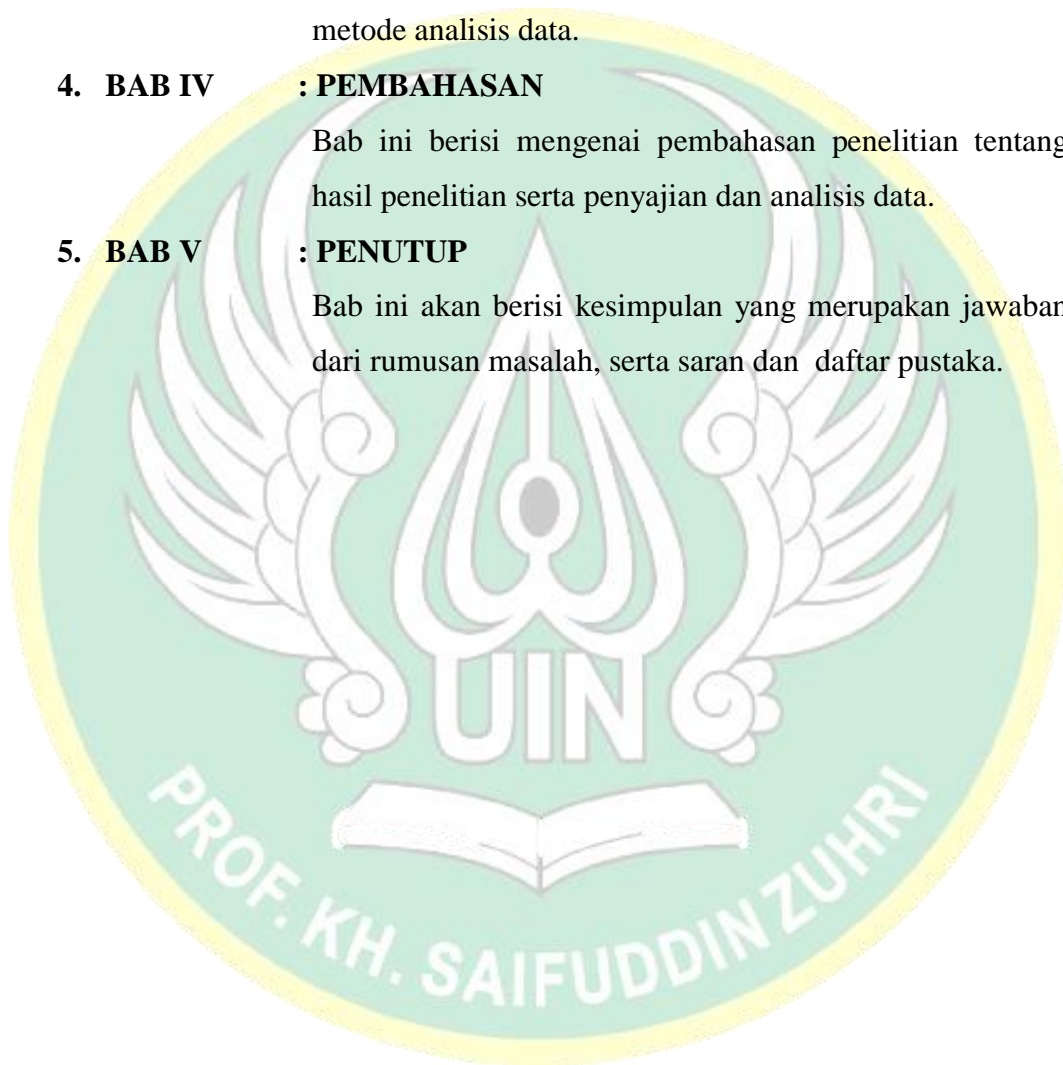 metode analisis data.
4. BAB IV : PEMBAHASAN
Bab ini berisi mengenai pembahasan penelitian tentang
hasil penelitian serta penyajian dan analisis data.
5. BAB V : PENUTUP
Bab ini akan berisi kesimpulan yang merupakan jawaban
dari rumusan masalah, serta saran dan daftar pustaka.
UIN
PROF. KH. SAIFUDDIN ZUHRI